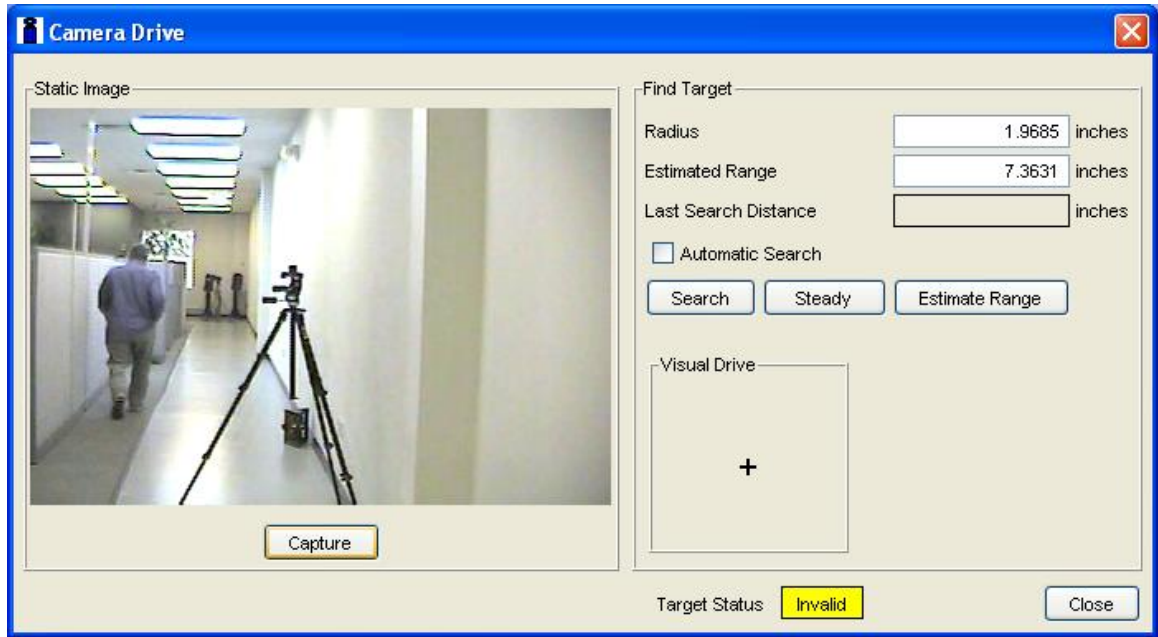 Camera Drive
Static Image
Capture
Find Target
Radius 1.9685 inches
Estimated Range 7.3631 inches
Last Search Distance inches
Automatic Search
Search Steady Estimate Range
Visual Drive
+
Target Status Invalid Close